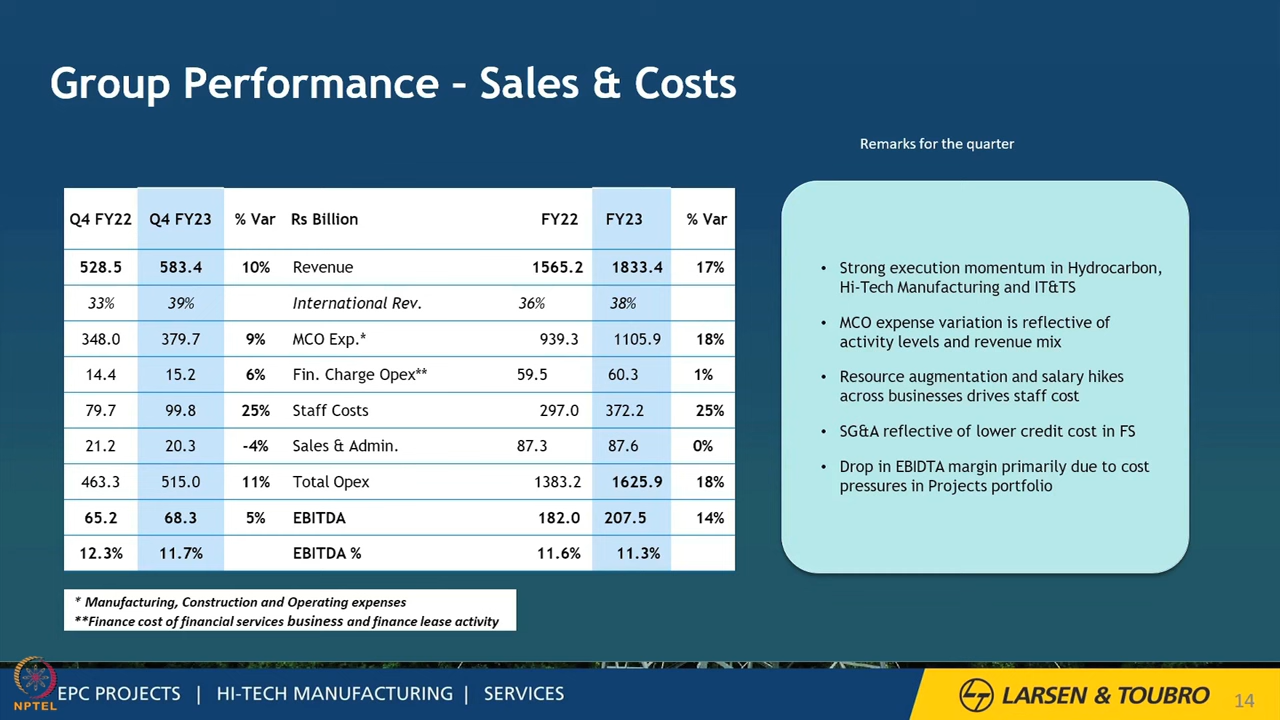 Group Performance – Sales & Costs
Remarks for the quarter
Q4 FY22 Q4 FY23 % Var Rs Billion FY22 FY23 % Var
528.5 583.4 10% Revenue 1565.2 1833.4 17%
33% 39% International Rev. 36% 38%
348.0 379.7 9% MCO Exp.* 939.3 1105.9 18%
14.4 15.2 6% Fin. Charge Opex** 59.5 60.3 1%
79.7 99.8 25% Staff Costs 297.0 372.2 25%
21.2 20.3 -4% Sales & Admin. 87.3 87.6 0%
463.3 515.0 11% Total Opex 1383.2 1625.9 18%
65.2 68.3 5% EBITDA 182.0 207.5 14%
12.3% 11.7% EBITDA % 11.6% 11.3%
* Manufacturing, Construction and Operating expenses
**Finance cost of financial services business and finance lease activity
• Strong execution momentum in Hydrocarbon,
Hi-Tech Manufacturing and IT&TS
• MCO expense variation is reflective of
activity levels and revenue mix
• Resource augmentation and salary hikes
across businesses drives staff cost
• SG&A reflective of lower credit cost in FS
• Drop in EBIDTA margin primarily due to cost
pressures in Projects portfolio
EPC PROJECTS | HI-TECH MANUFACTURING | SERVICES
NPTEL
LARSEN & TOUBRO
14